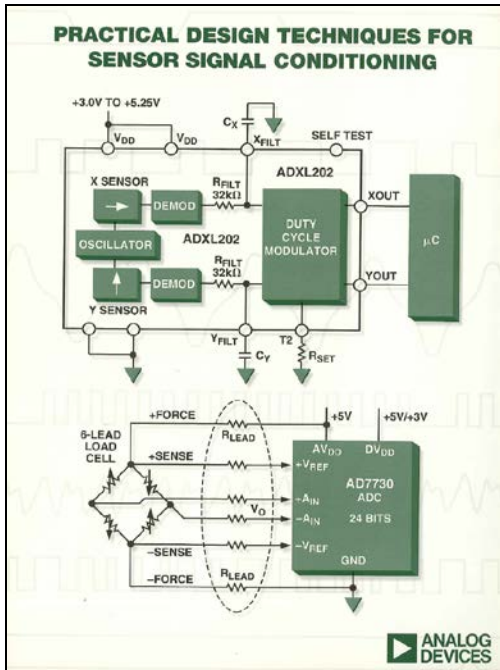 PRACTICAL DESIGN TECHNIQUES FOR
SENSOR SIGNAL CONDITIONING
+3.0V TO +5.25V
VDD
VDD
CX
XFILT
SELF TEST
X SENSOR
DEMOD
RFILT
32kΩ
ADXL202
XOUT
OSCILLATOR
ADXL202
DUTY
CYCLE
MODULATOR
µC
RFILT
32kΩ
DEMOD
YOUT
Y SENSOR
YFILT
CY
T2
RSET
+FORCE
RLEAD
+5V
+5V/+3V
6-LEAD
LOAD
CELL
+SENSE
AVDD
DVDD
+VREF
AD7730
ADC
24 BITS
+AIN
VO
–AIN
–SENSE
–VREF
GND
–FORCE
RLEAD
ANALOG
DEVICES